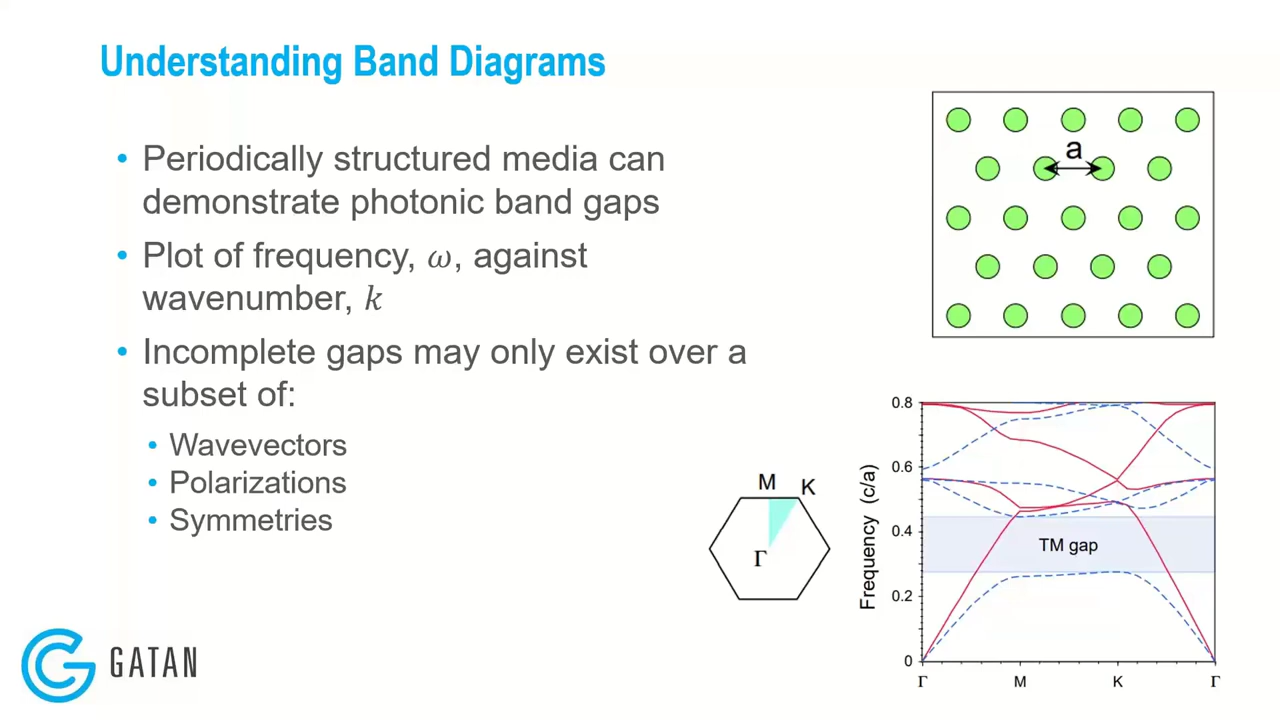 Understanding Band Diagrams
• Periodically structured media can
demonstrate photonic band gaps
• Plot of frequency, ω, against
wavenumber, k
• Incomplete gaps may only exist over a
subset of:
• Wavevectors
• Polarizations
• Symmetries
a
M
K
Γ
Frequency (c/a)
0.8
0.6
0.4
0.2
0
TM gap
Γ M K Γ
GATAN